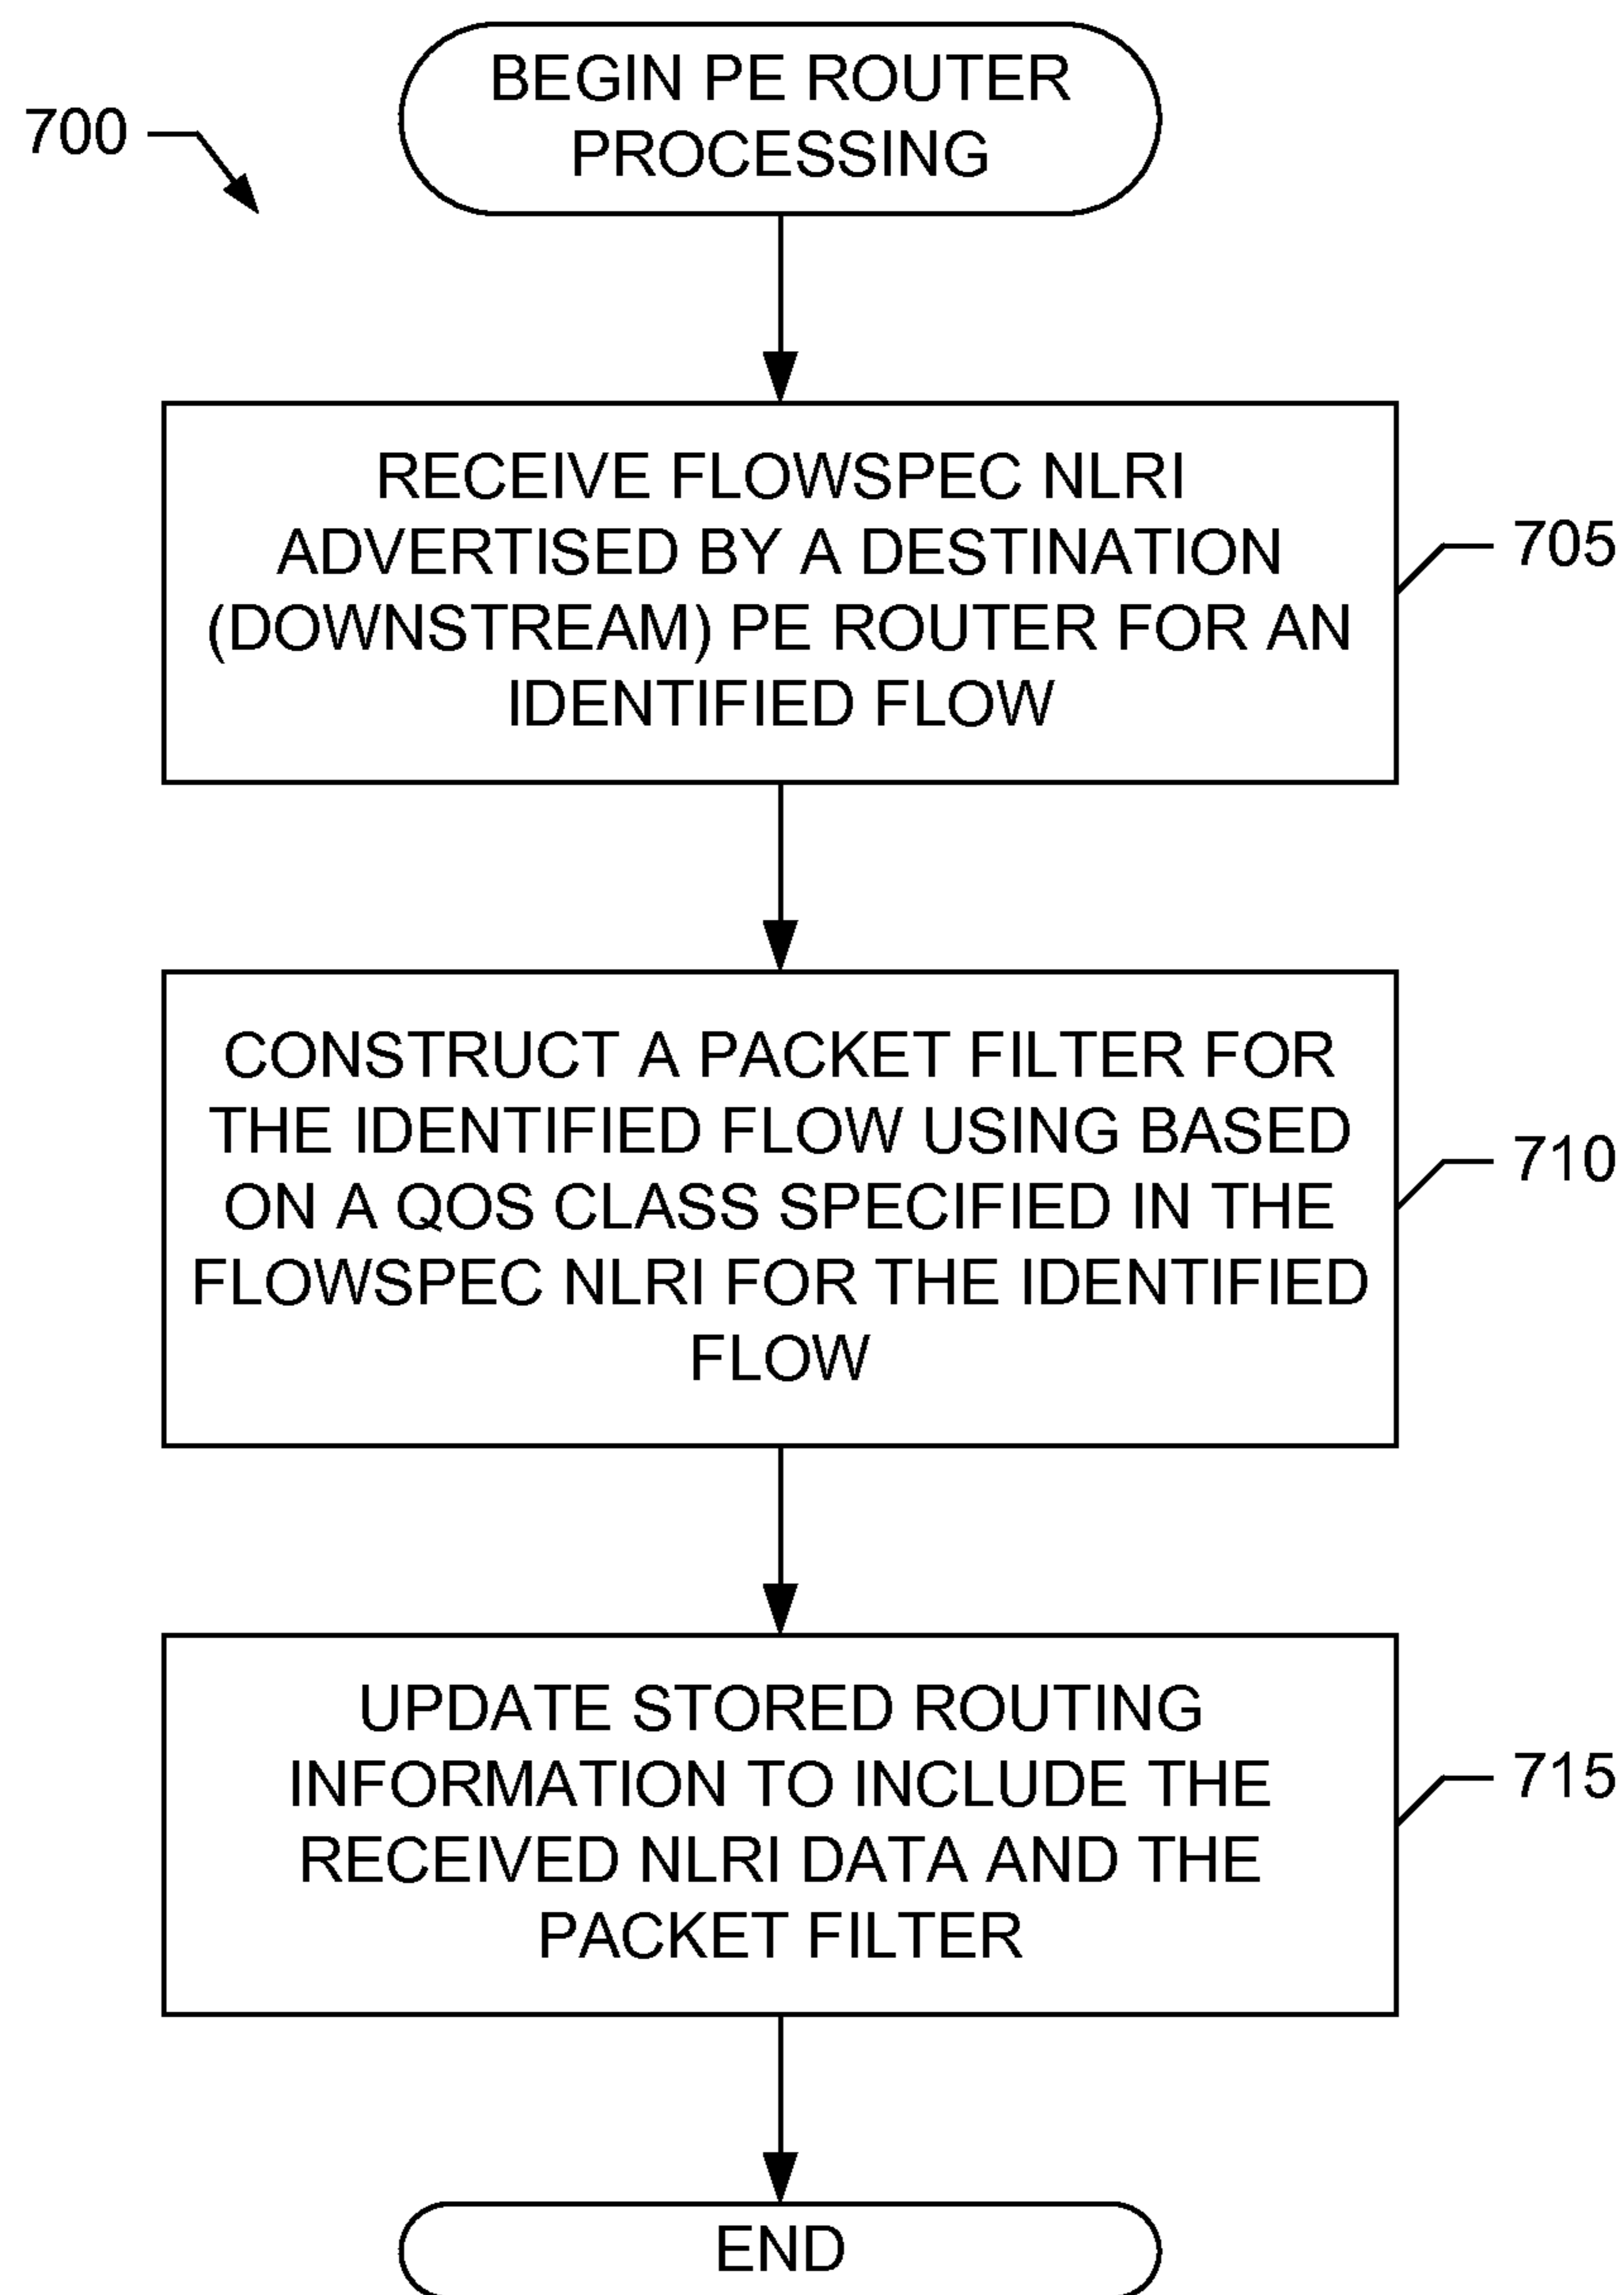 700
BEGIN PE ROUTER
PROCESSING
RECEIVE FLOWSPEC NLRI
ADVERTISED BY A DESTINATION
(DOWNSTREAM) PE ROUTER FOR AN
IDENTIFIED FLOW
705
CONSTRUCT A PACKET FILTER FOR
THE IDENTIFIED FLOW USING BASED
ON A QOS CLASS SPECIFIED IN THE
FLOWSPEC NLRI FOR THE IDENTIFIED
FLOW
710
UPDATE STORED ROUTING
INFORMATION TO INCLUDE THE
RECEIVED NLRI DATA AND THE
PACKET FILTER
715
END